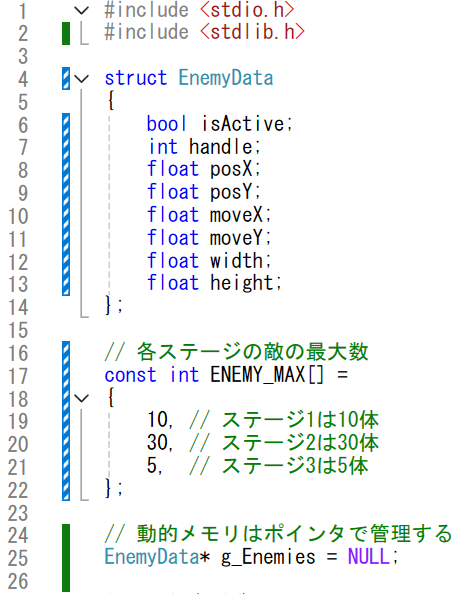 1 #include <stdio.h>
2 #include <stdlib.h>
3
4 struct EnemyData
5 {
6 bool isActive;
7 int handle;
8 float posX;
9 float posY;
10 float moveX;
11 float moveY;
12 float width;
13 float height;
14 };
15
16 // 各ステージの敵の最大数
17 const int ENEMY_MAX[] =
18 {
19 10, // ステージ1は10体
20 30, // ステージ2は30体
21 5, // ステージ3は5体
22 };
23
24 // 動的メモリはポインタで管理する
25 EnemyData* g_Enemies = NULL;
26